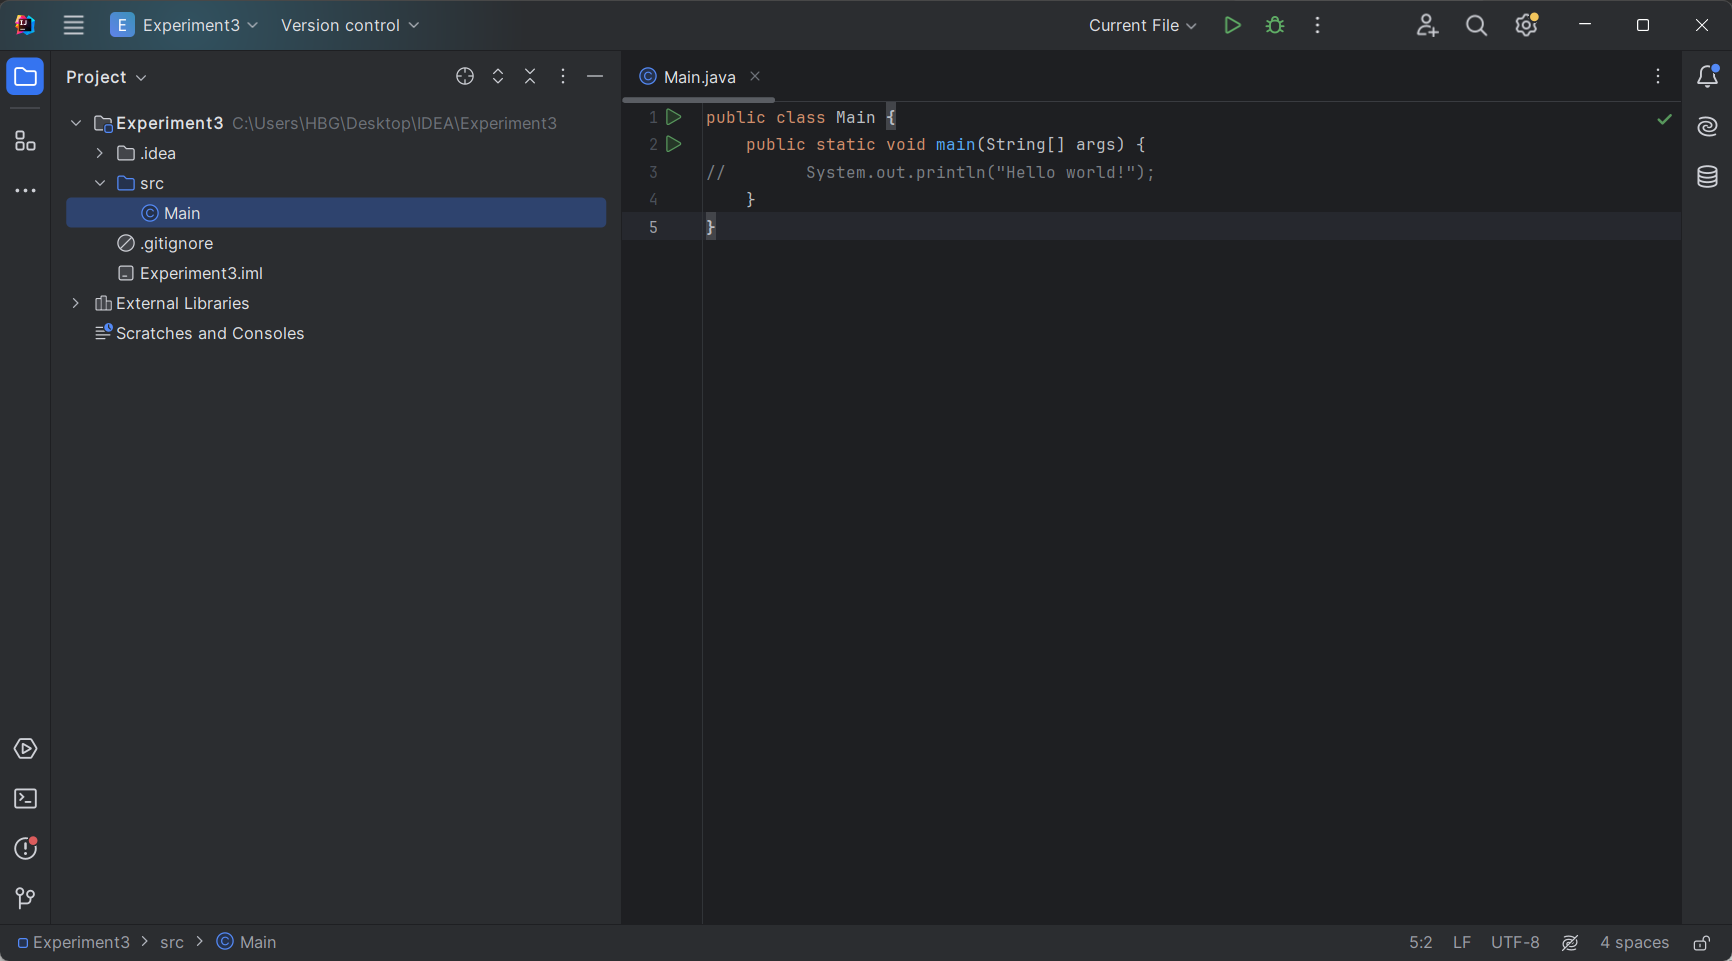 E Experiment3 Version control Current File
Project
Main.java
Experiment3 C:\Users\HBG\Desktop\IDEA\Experiment3
.idea
src
Main
.gitignore
Experiment3.iml
External Libraries
Scratches and Consoles
1 public class Main {
2     public static void main(String[] args) {
3 //        System.out.println("Hello world!");
4     }
5 }
Experiment3 > src > Main 5:2 LF UTF-8 4 spaces